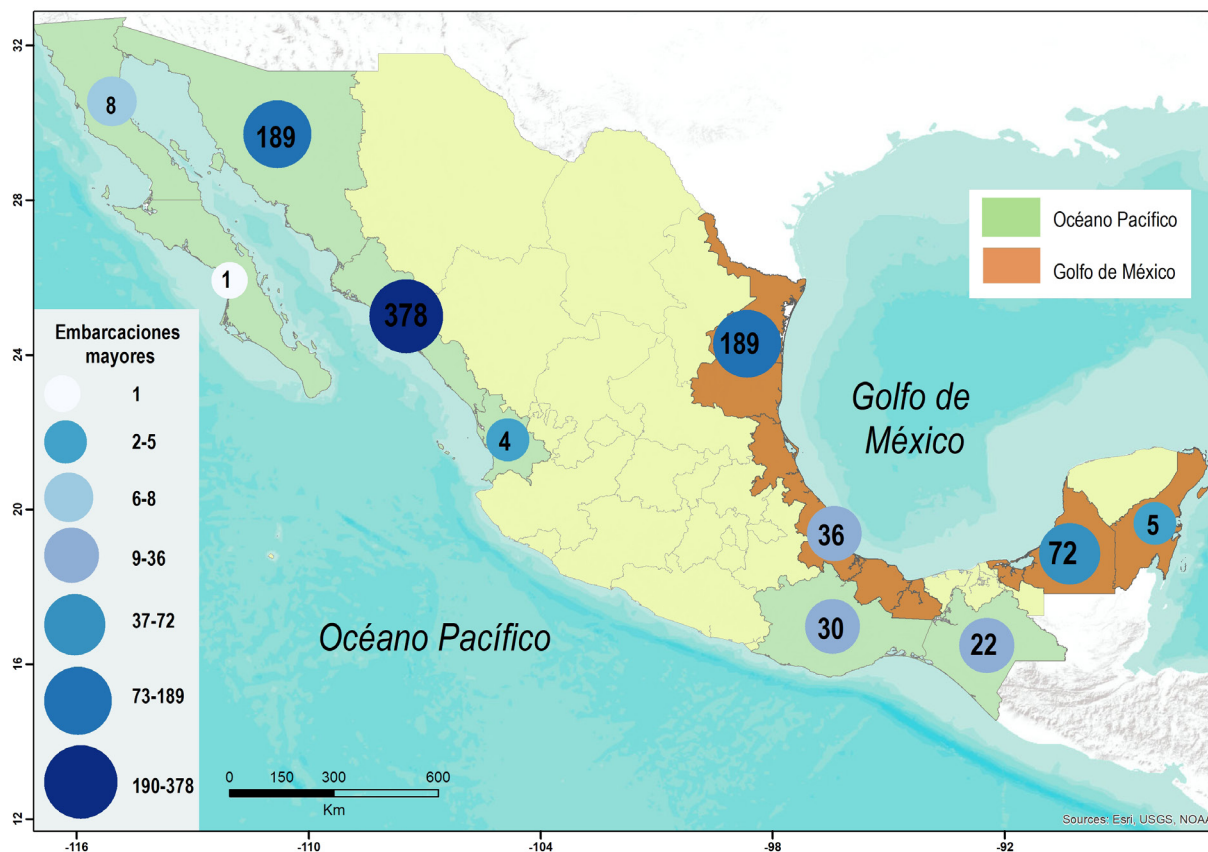 32
28
24
20
16
12
-116
-110
-104
-98
-92
8
189
1
378
4
189
36
30
22
72
5
Océano Pacífico
Golfo de México
Golfo de
México
Océano Pacífico
Embarcaciones
mayores
1
2-5
6-8
9-36
37-72
73-189
190-378
0 150 300 600
Km
Sources: Esri, USGS, NOAA